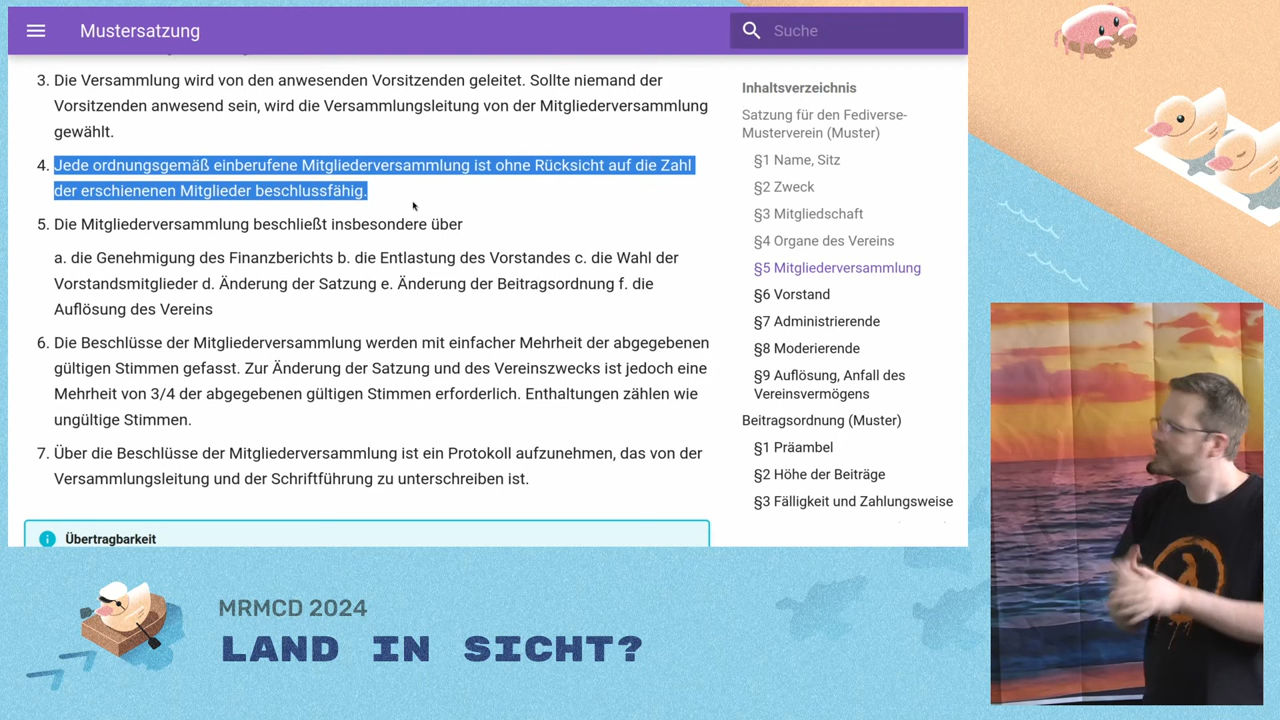 Mustersatzung
Suche
3. Die Versammlung wird von den anwesenden Vorsitzenden geleitet. Sollte niemand der
Vorsitzenden anwesend sein, wird die Versammlungsleitung von der Mitgliederversammlung
gewählt.
4. Jede ordnungsgemäß einberufene Mitgliederversammlung ist ohne Rücksicht auf die Zahl
der erschienenen Mitglieder beschlussfähig.
5. Die Mitgliederversammlung beschließt insbesondere über
a. die Genehmigung des Finanzberichts b. die Entlastung des Vorstandes c. die Wahl der
Vorstandsmitglieder d. Änderung der Satzung e. Änderung der Beitragsordnung f. die
Auflösung des Vereins
6. Die Beschlüsse der Mitgliederversammlung werden mit einfacher Mehrheit der abgegebenen
gültigen Stimmen gefasst. Zur Änderung der Satzung und des Vereinszwecks ist jedoch eine
Mehrheit von 3/4 der abgegebenen gültigen Stimmen erforderlich. Enthaltungen zählen wie
ungültige Stimmen.
7. Über die Beschlüsse der Mitgliederversammlung ist ein Protokoll aufzunehmen, das von der
Versammlungsleitung und der Schriftführung zu unterschreiben ist.
Übertragbarkeit
Inhaltsverzeichnis
Satzung für den Fediverse-
Musterverein (Muster)
§1 Name, Sitz
§2 Zweck
§3 Mitgliedschaft
§4 Organe des Vereins
§5 Mitgliederversammlung
§6 Vorstand
§7 Administrierende
§8 Moderierende
§9 Auflösung, Anfall des
Vereinsvermögens
Beitragsordnung (Muster)
§1 Präambel
§2 Höhe der Beiträge
§3 Fälligkeit und Zahlungsweise
MRMCD 2024
LAND IN SICHT?